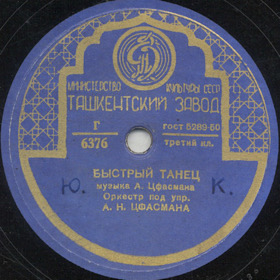 МИНИСТЕРСТВО КУЛЬТУРЫ СССР
ТАШКЕНТСКИЙ ЗАВОД
Г
6376
ГОСТ 5289-50
третий кл.
БЫСТРЫЙ ТАНЕЦ
музыка А. Цфасмана
Оркестр под упр.
А. Н. ЦФАСМАНА
Ю. К.